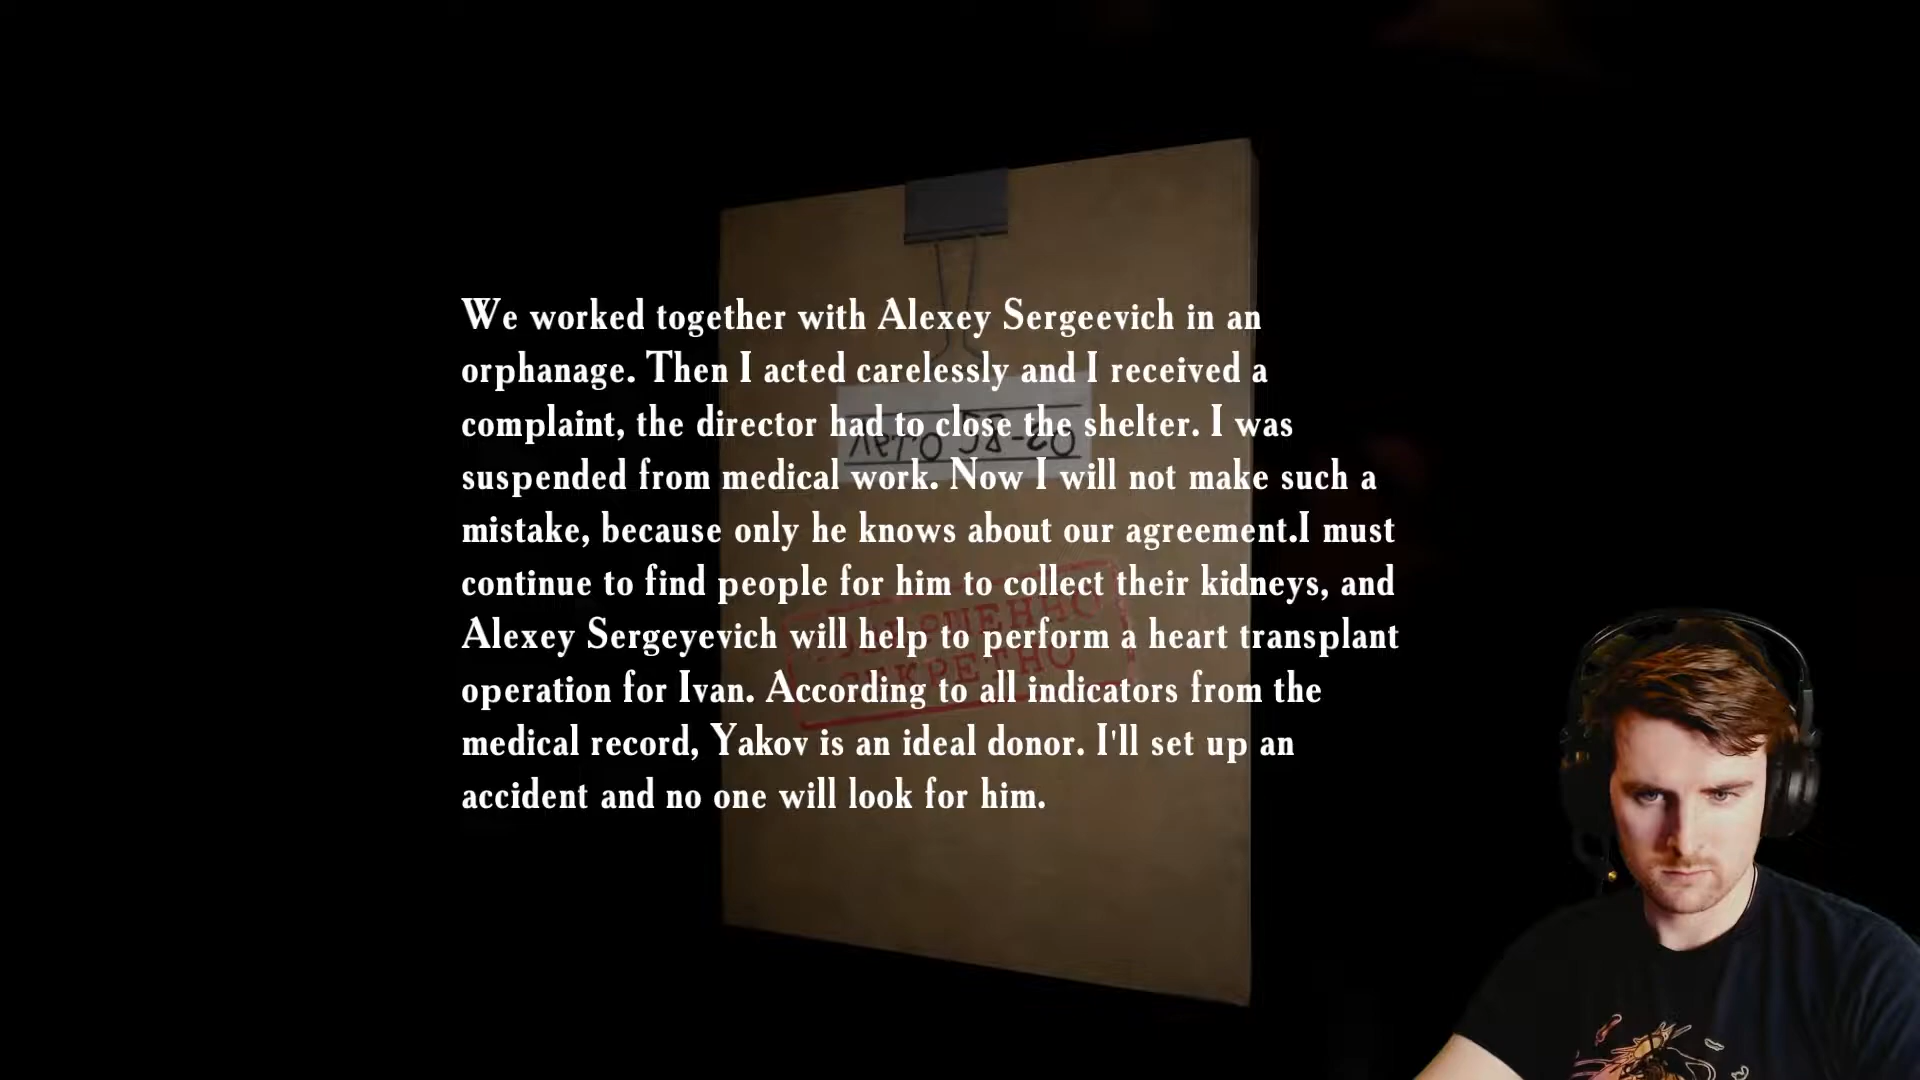 We worked together with Alexey Sergeevich in an
orphanage. Then I acted carelessly and I received a
complaint, the director had to close the shelter. I was
suspended from medical work. Now I will not make such a
mistake, because only he knows about our agreement.I must
continue to find people for him to collect their kidneys, and
Alexey Sergeyevich will help to perform a heart transplant
operation for Ivan. According to all indicators from the
medical record, Yakov is an ideal donor. I'll set up an
accident and no one will look for him.